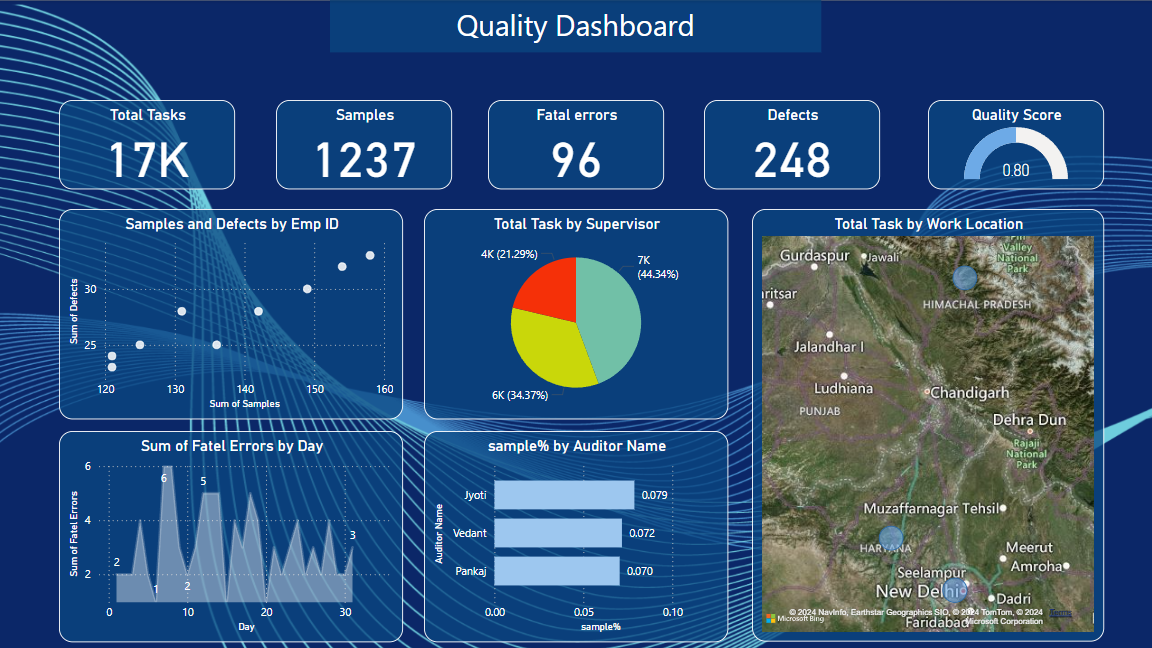 Quality Dashboard
Total Tasks
17K
Samples
1237
Fatal errors
96
Defects
248
Quality Score
0.80
Samples and Defects by Emp ID
Sum of Defects
30
25
120 130 140 150 160
Sum of Samples
Total Task by Supervisor
4K (21.29%)
7K
(44.34%)
6K (34.37%)
Total Task by Work Location
Valley
National
Park
Gurdaspur
Jawali
HIMACHAL PRADESH
Jalandhar I
Ludhiana
PUNJAB
Chandigarh
Dehra Dun
Rajaji
National
Park
Muzaffarnagar Tehsil
HARYANA
Meerut
Seelampur
Amroha
New Delhi
Dadri
Faridabad
Microsoft Bing
© 2024 NavInfo, Earthstar Geographics SIO, © 2024 TomTom, © 2024
Microsoft Corporation
Sum of Fatel Errors by Day
Sum of Fatel Errors
6
4
2
2
6
1
2
5
3
0 10 20 30
Day
sample% by Auditor Name
Auditor Name
Jyoti 0.079
Vedant 0.072
Pankaj 0.070
0.00 0.05 0.10
sample%